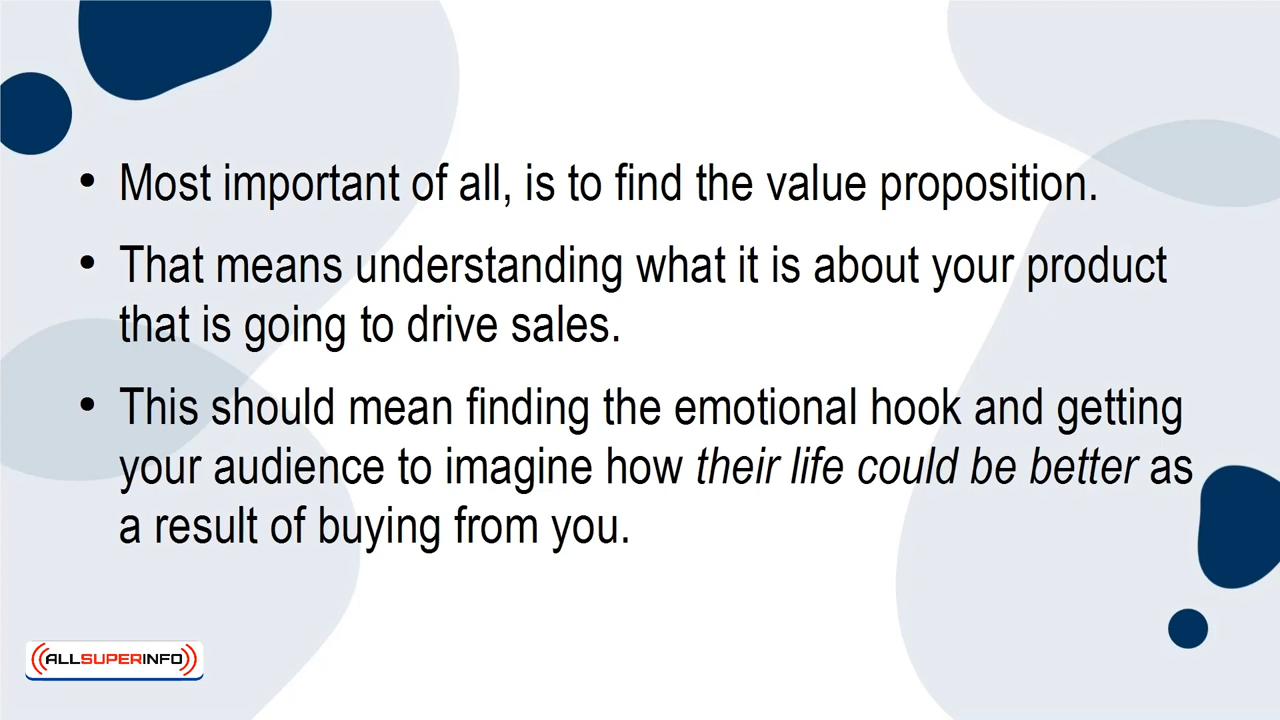 • Most important of all, is to find the value proposition.
• That means understanding what it is about your product
that is going to drive sales.
• This should mean finding the emotional hook and getting
your audience to imagine how their life could be better as
a result of buying from you.
ALLSUPERINFO